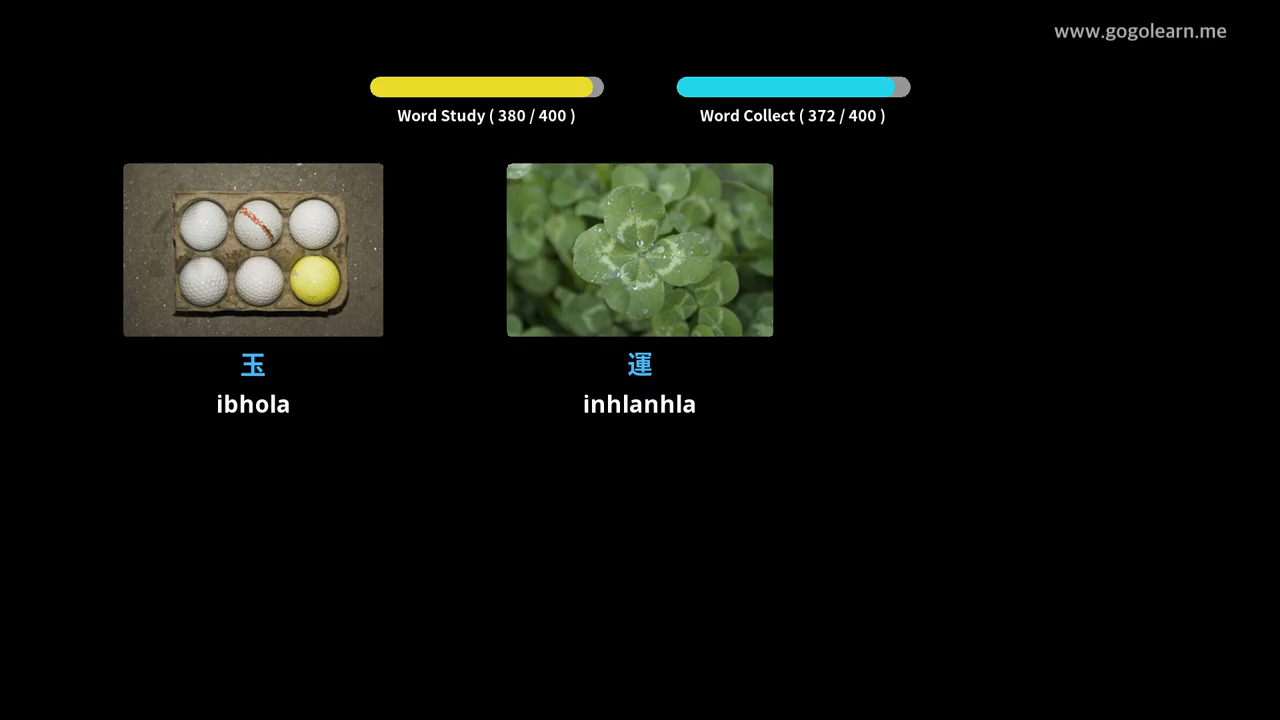 www.gogolearn.me
Word Study ( 380 / 400 )
Word Collect ( 372 / 400 )
玉
ibhola
運
inhlanhla